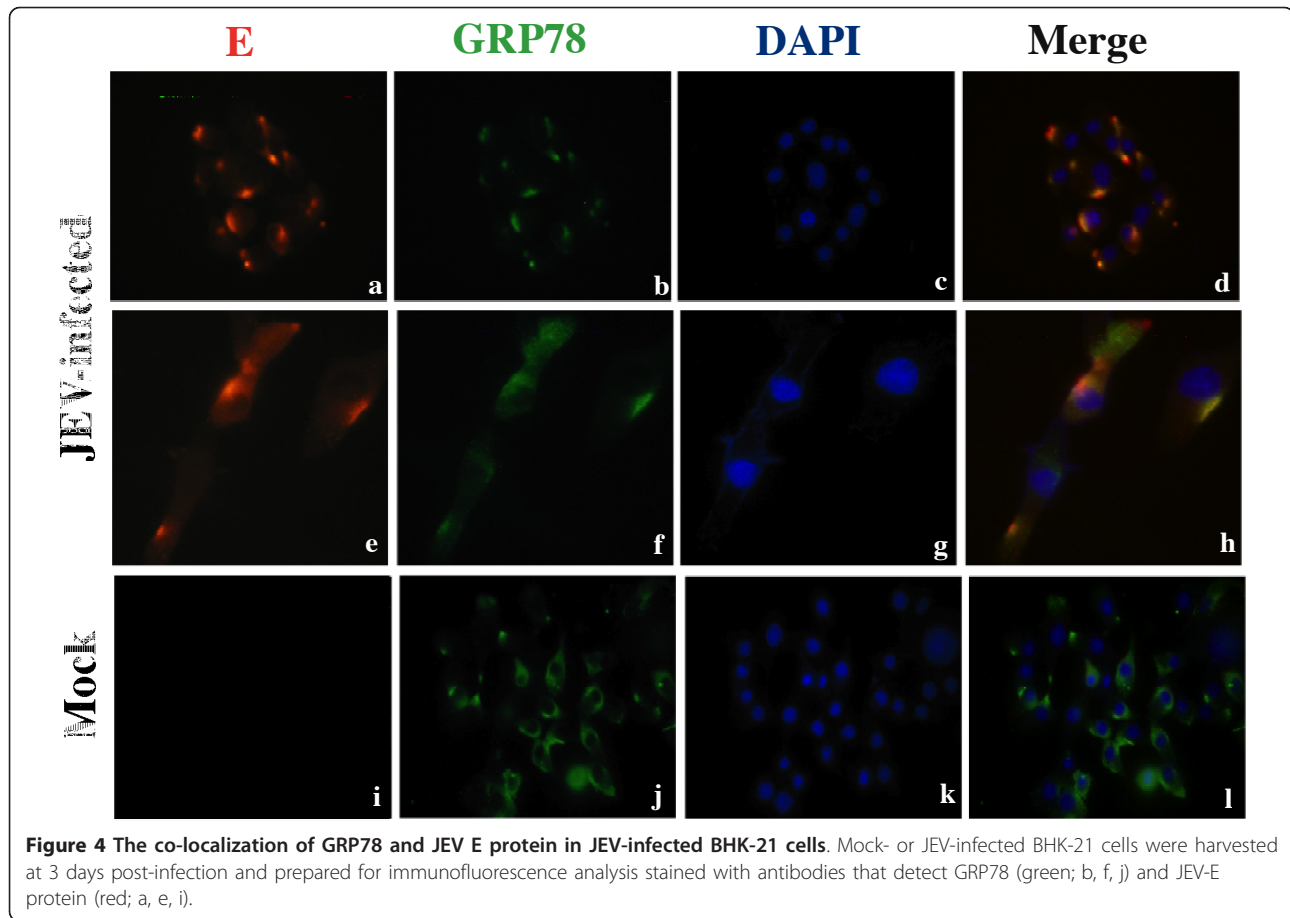 E GRP78 DAPI Merge
JEV-infected
a b c d
e f g h
Mock
i j k l
Figure 4 The co-localization of GRP78 and JEV E protein in JEV-infected BHK-21 cells. Mock- or JEV-infected BHK-21 cells were harvested
at 3 days post-infection and prepared for immunofluorescence analysis stained with antibodies that detect GRP78 (green; b, f, j) and JEV-E
protein (red; a, e, i).